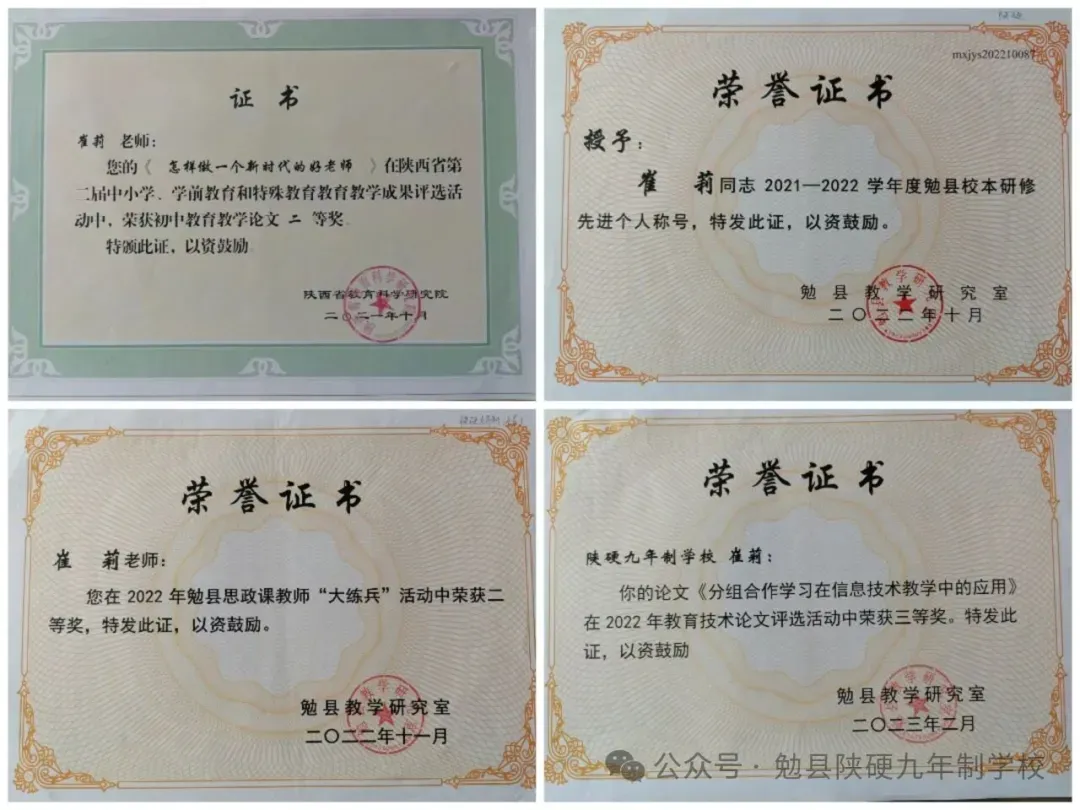 证书
崔莉 老师：
您的《 怎样做一个新时代的好老师 》在陕西省第
二届中小学、学前教育和特殊教育教育教学成果评选活
动中，荣获初中教育教学论文 二 等奖。
特颁此证，以资鼓励
陕西省教育科学研究院
二〇二一年十月
mxjys202210087
荣誉证书
授予：
崔 莉同志 2021—2022 学年度勉县校本研修
先进个人称号，特发此证，以资鼓励。
勉县教学研究室
二〇二二年十月
荣誉证书
崔 莉老师：
您在 2022 年勉县思政课教师“大练兵”活动中荣获二
等奖，特发此证，以资鼓励。
勉县教学研究室
二〇二二年十一月
荣誉证书
陕硬九年制学校 崔莉：
你的论文《分组合作学习在信息技术教学中的应用》
在 2022 年教育技术论文评选活动中荣获三等奖。特发此
证，以资鼓励
勉县教学研究室
二〇二三年二月
公众号·勉县陕硬九年制学校